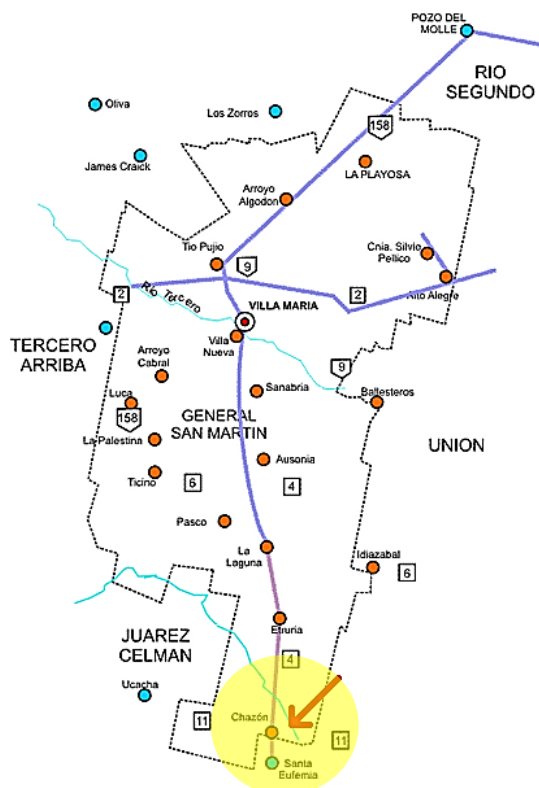 POZO DEL
MOLLE
RIO
SEGUNDO
Oliva
Los Zorros
158
James Craick
LA PLAYOSA
Arroyo
Algodon
Tio Pujio
9
Cnia. Silvio
Pellico
2
Rio Tercero
2
Alto Alegre
VILLA MARIA
TERCERO
ARRIBA
Villa
Nueva
Arroyo
Cabral
9
Luca
Sanabria
Ballesteros
158
GENERAL
SAN MARTIN
La Palestina
UNION
Ausonia
Ticino
6
4
Pasco
La
Laguna
Idiazabal
6
Etruria
JUAREZ
CELMAN
4
Ucacha
11
Chazón
11
Santa
Eufemia